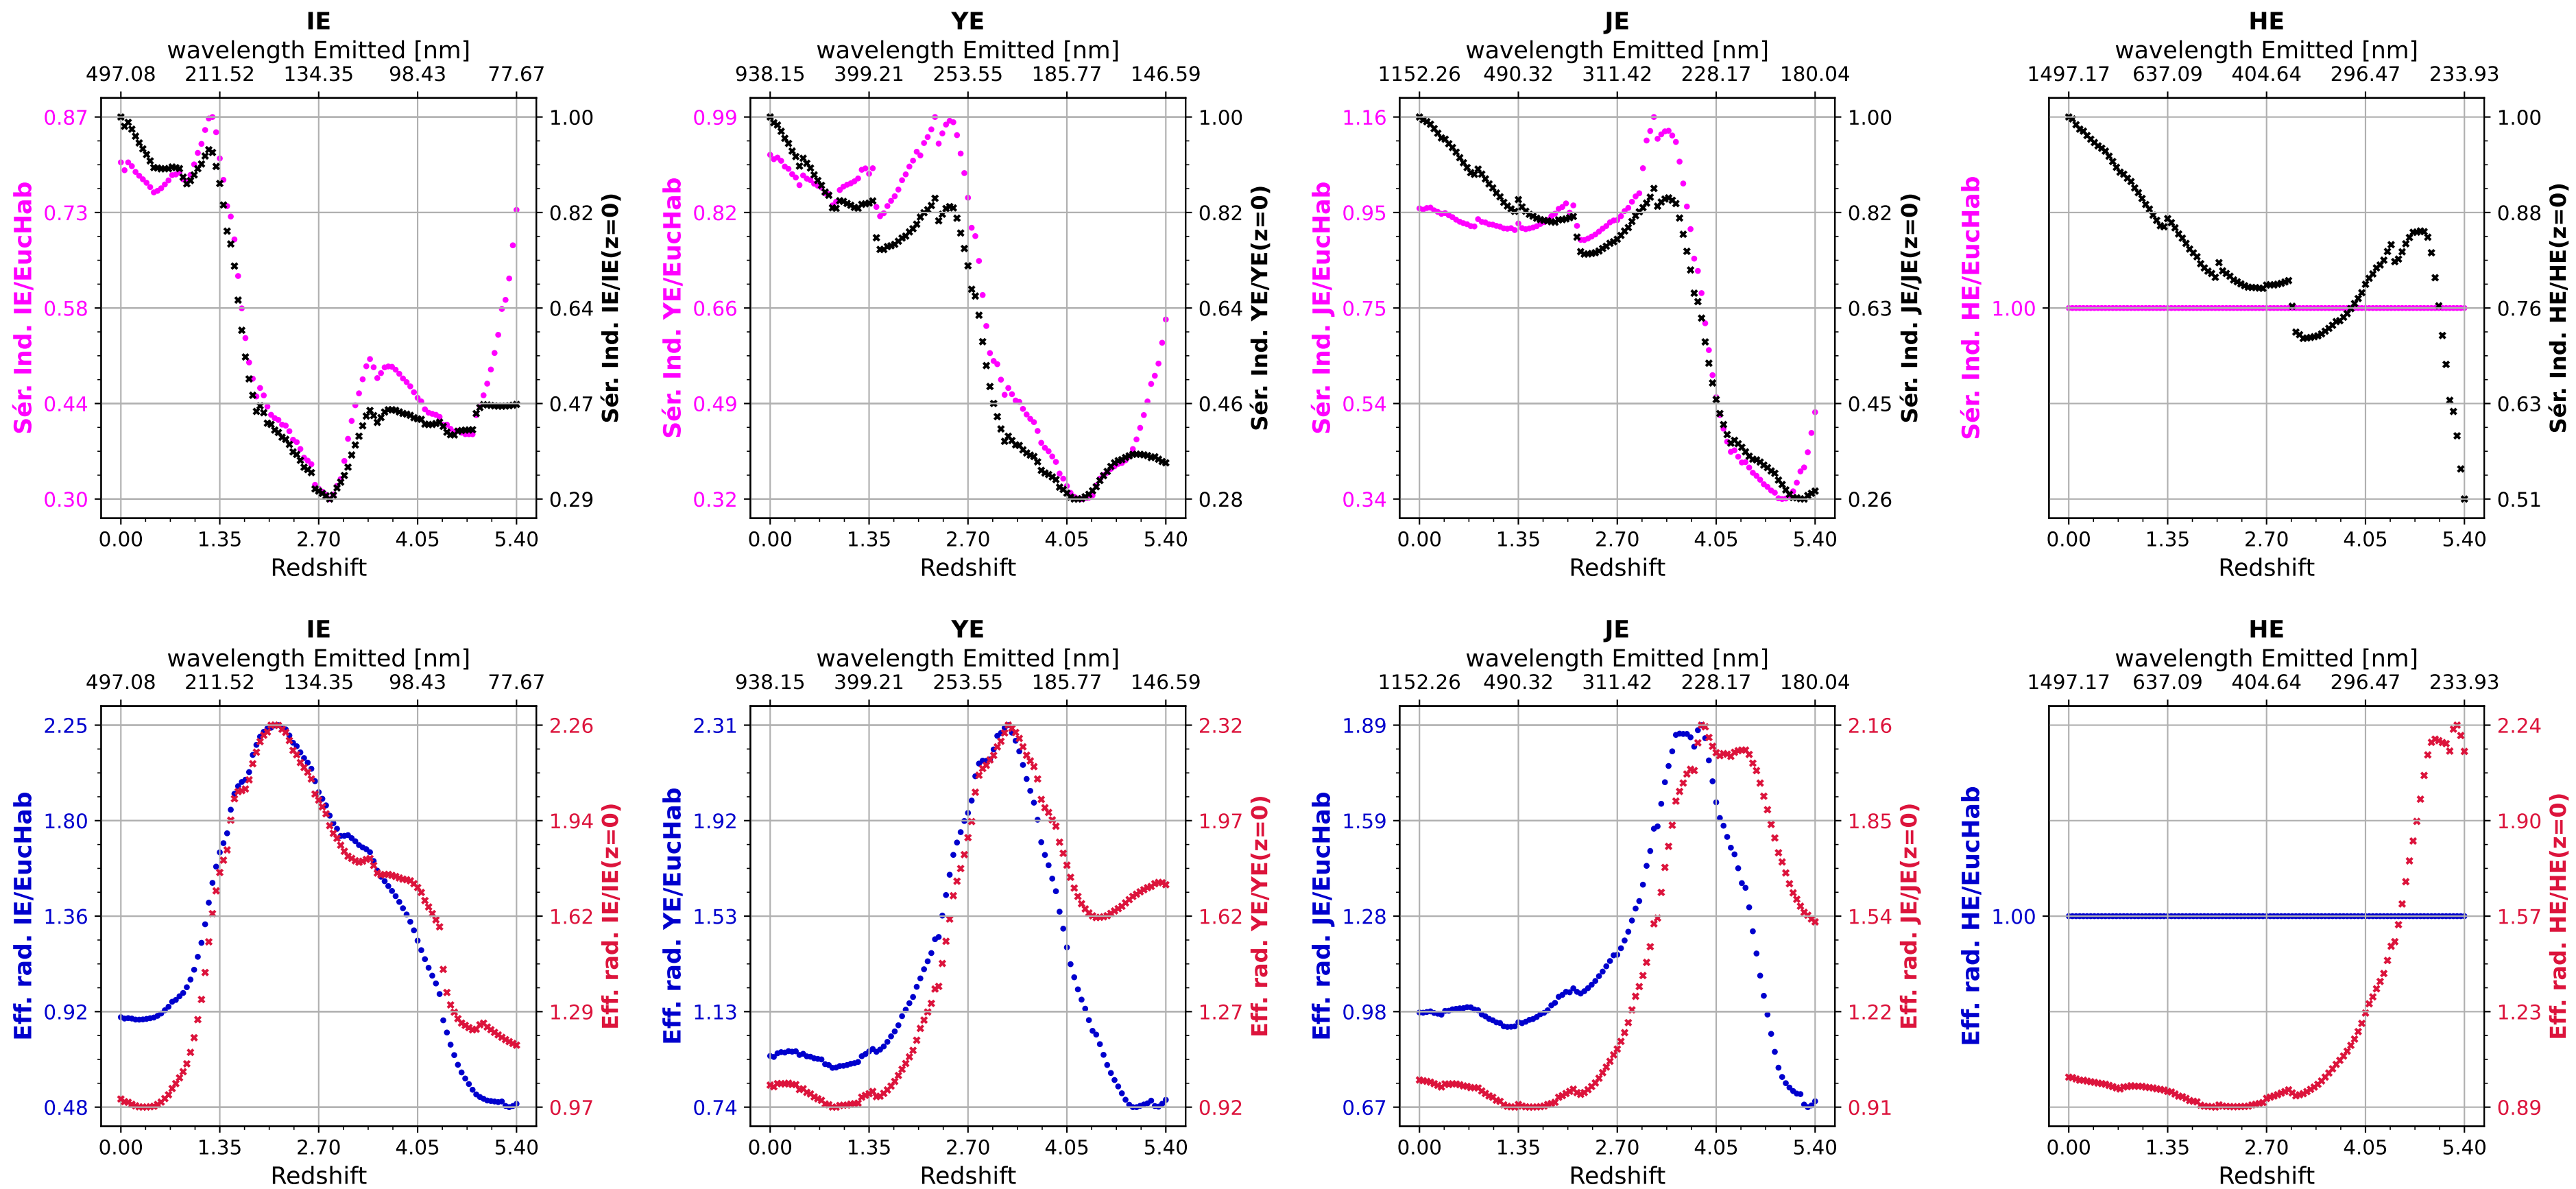 IE
wavelength Emitted [nm]
497.08 211.52 134.35 98.43 77.67
Sér. Ind. IE/EucHab
0.87 0.73 0.58 0.44 0.30
1.00 0.82 0.64 0.47 0.29
Sér. Ind. IE/IE(z=0)
0.00 1.35 2.70 4.05 5.40
Redshift
YE
wavelength Emitted [nm]
938.15 399.21 253.55 185.77 146.59
Sér. Ind. YE/EucHab
0.99 0.82 0.66 0.49 0.32
1.00 0.82 0.64 0.46 0.28
Sér. Ind. YE/YE(z=0)
0.00 1.35 2.70 4.05 5.40
Redshift
JE
wavelength Emitted [nm]
1152.26 490.32 311.42 228.17 180.04
Sér. Ind. JE/EucHab
1.16 0.95 0.75 0.54 0.34
1.00 0.82 0.63 0.45 0.26
Sér. Ind. JE/JE(z=0)
0.00 1.35 2.70 4.05 5.40
Redshift
HE
wavelength Emitted [nm]
1497.17 637.09 404.64 296.47 233.93
Sér. Ind. HE/EucHab
1.00
1.00 0.88 0.76 0.63 0.51
Sér. Ind. HE/HE(z=0)
0.00 1.35 2.70 4.05 5.40
Redshift
IE
wavelength Emitted [nm]
497.08 211.52 134.35 98.43 77.67
Eff. rad. IE/EucHab
2.25 1.80 1.36 0.92 0.48
2.26 1.94 1.62 1.29 0.97
Eff. rad. IE/IE(z=0)
0.00 1.35 2.70 4.05 5.40
Redshift
YE
wavelength Emitted [nm]
938.15 399.21 253.55 185.77 146.59
Eff. rad. YE/EucHab
2.31 1.92 1.53 1.13 0.74
2.32 1.97 1.62 1.27 0.92
Eff. rad. YE/YE(z=0)
0.00 1.35 2.70 4.05 5.40
Redshift
JE
wavelength Emitted [nm]
1152.26 490.32 311.42 228.17 180.04
Eff. rad. JE/EucHab
1.89 1.59 1.28 0.98 0.67
2.16 1.85 1.54 1.22 0.91
Eff. rad. JE/JE(z=0)
0.00 1.35 2.70 4.05 5.40
Redshift
HE
wavelength Emitted [nm]
1497.17 637.09 404.64 296.47 233.93
Eff. rad. HE/EucHab
1.00
2.24 1.90 1.57 1.23 0.89
Eff. rad. HE/HE(z=0)
0.00 1.35 2.70 4.05 5.40
Redshift